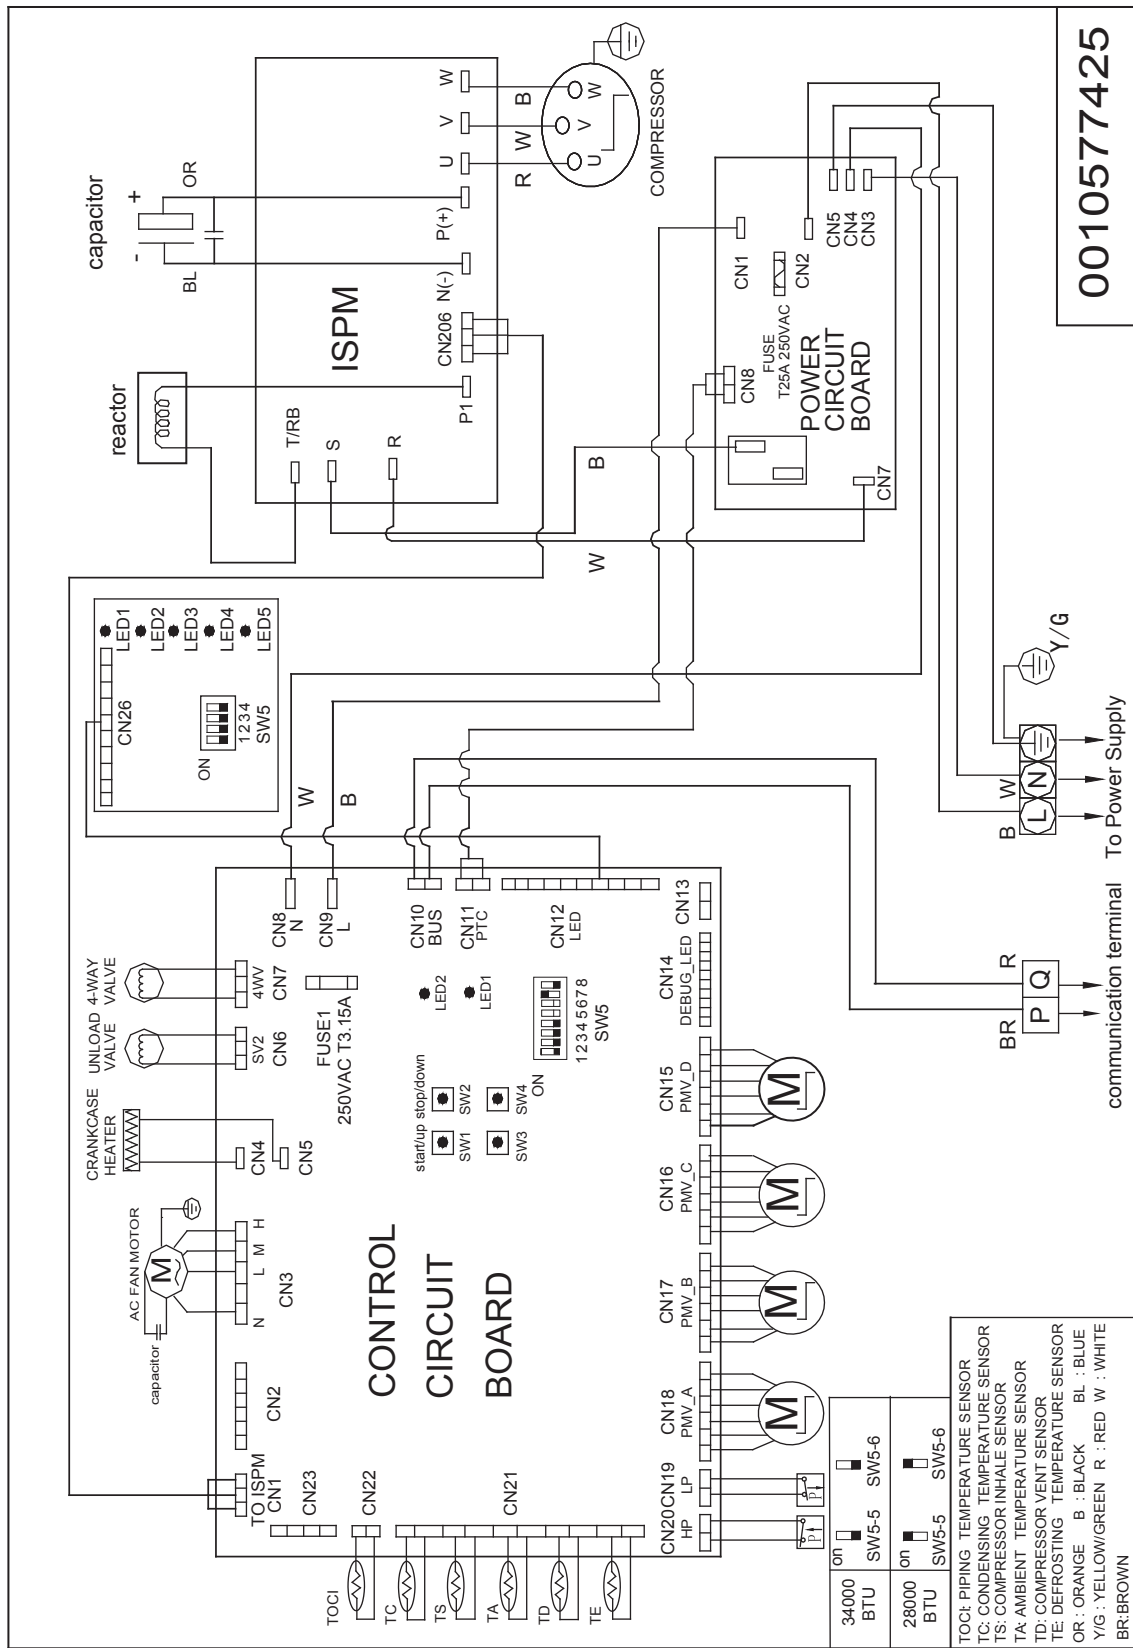 0010577425
capacitor
-
+
BL
OR
reactor
ISPM
T/RB
S
R
P1
CN206
N(-)
P(+)
U
V
W
R
W
B
U
V
W
COMPRESSOR
B
W
POWER
CIRCUIT
BOARD
FUSE
T25A 250VAC
CN1
CN2
CN5
CN4
CN3
CN8
CN7
LED1
LED2
LED3
LED4
LED5
CN26
ON
1234
SW5
W
B
CONTROL
CIRCUIT
BOARD
TO ISPM
CN1
CN2
capacitor
AC FAN MOTOR
M
N
L
M
H
CN3
CRANKCASE
HEATER
CN4
CN5
UNLOAD
VALVE
SV2
CN6
4-WAY
VALVE
4WV
CN7
FUSE1
250VAC T3.15A
CN8
N
CN9
L
CN10
BUS
CN11
PTC
CN12
LED
CN13
CN14
DEBUG_LED
LED2
LED1
start/up
stop/down
SW1
SW2
SW3
SW4
ON
12345678
SW5
CN15
PMV_D
M
CN16
PMV_C
M
CN17
PMV_B
M
CN18
PMV_A
M
CN19
LP
P
CN20
HP
P
CN23
CN22
CN21
TOCI
TC
TS
TA
TD
TE
Y/G
B
W
L
N
To Power Supply
BR
R
P
Q
communication terminal
34000
BTU
on
SW5-5
SW5-6
28000
BTU
on
SW5-5
SW5-6
TOCI: PIPING TEMPERATURE SENSOR
TC: CONDENSING TEMPERATURE SENSOR
TS: COMPRESSOR INHALE SENSOR
TA: AMBIENT TEMPERATURE SENSOR
TD: COMPRESSOR VENT SENSOR
TE: DEFROSTING TEMPERATURE SENSOR
OR : ORANGE B : BLACK BL : BLUE
Y/G : YELLOW/GREEN R : RED W : WHITE
BR:BROWN